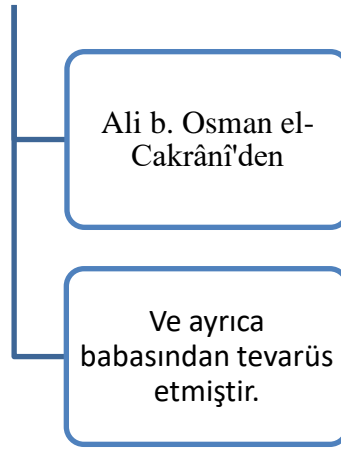 Ali b. Osman el-
Cakrânî'den
Ve ayrıca
babasından tevarüs
etmiştir.